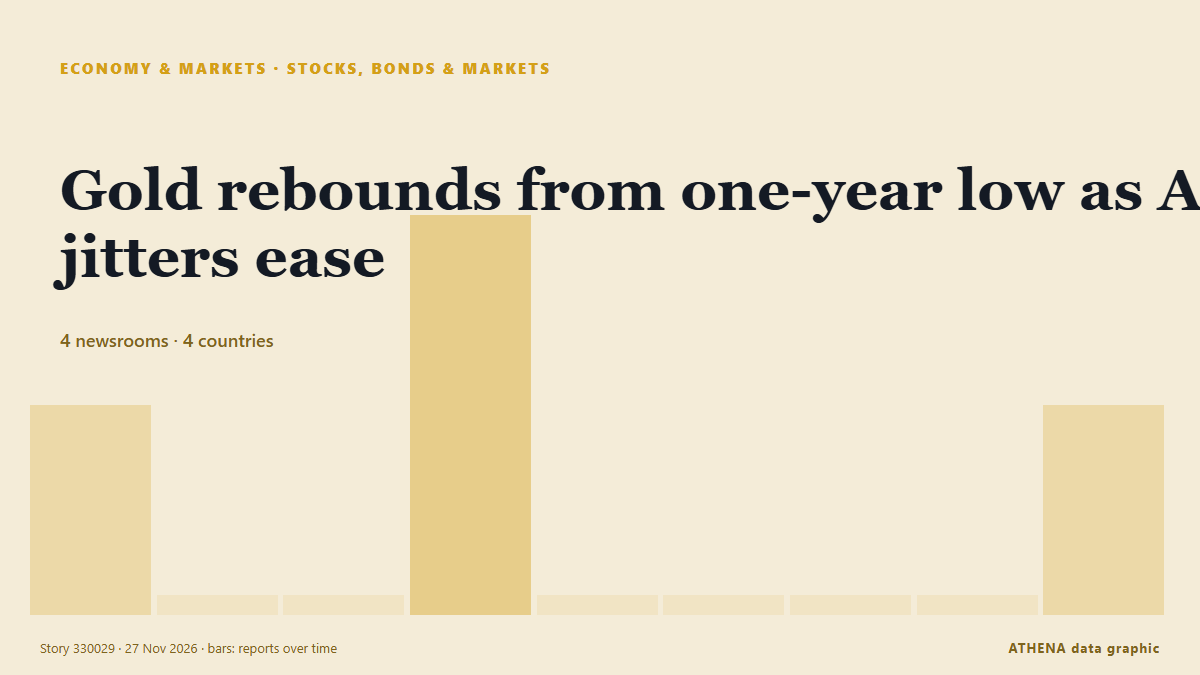 ECONOMY & MARKETS · STOCKS, BONDS & MARKETS
Gold rebounds from one-year low as A
jitters ease
4 newsrooms · 4 countries
Story 330029 · 27 Nov 2026 · bars: reports over time
ATHENA data graphic